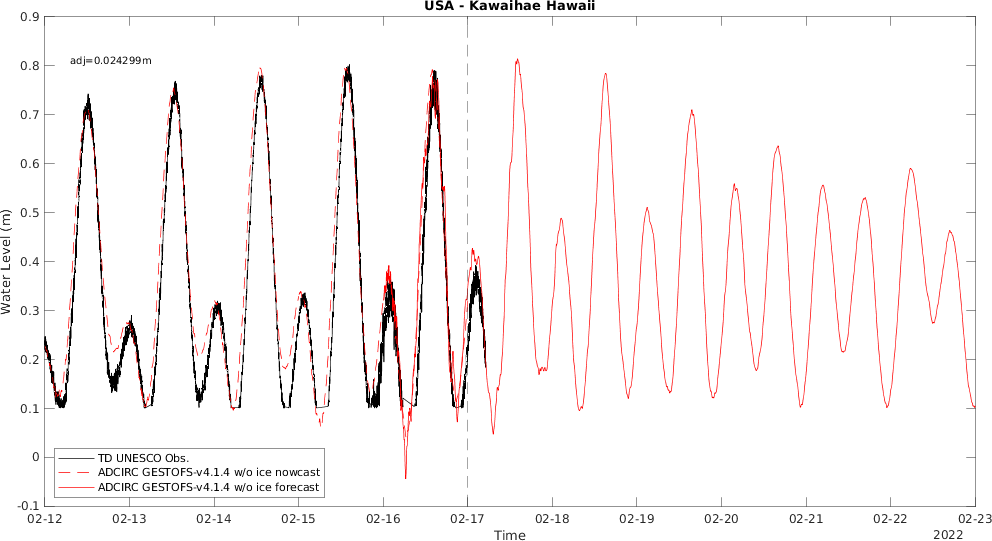 USA - Kawaihae Hawaii
0.9
0.8
0.7
0.6
0.5
0.4
0.3
0.2
0.1
0
-0.1
Water Level (m)
adj=0.024299m
TD UNESCO Obs.
ADCIRC GESTOFS-v4.1.4 w/o ice nowcast
ADCIRC GESTOFS-v4.1.4 w/o ice forecast
02-12 02-13 02-14 02-15 02-16 02-17 02-18 02-19 02-20 02-21 02-22 02-23
Time
2022